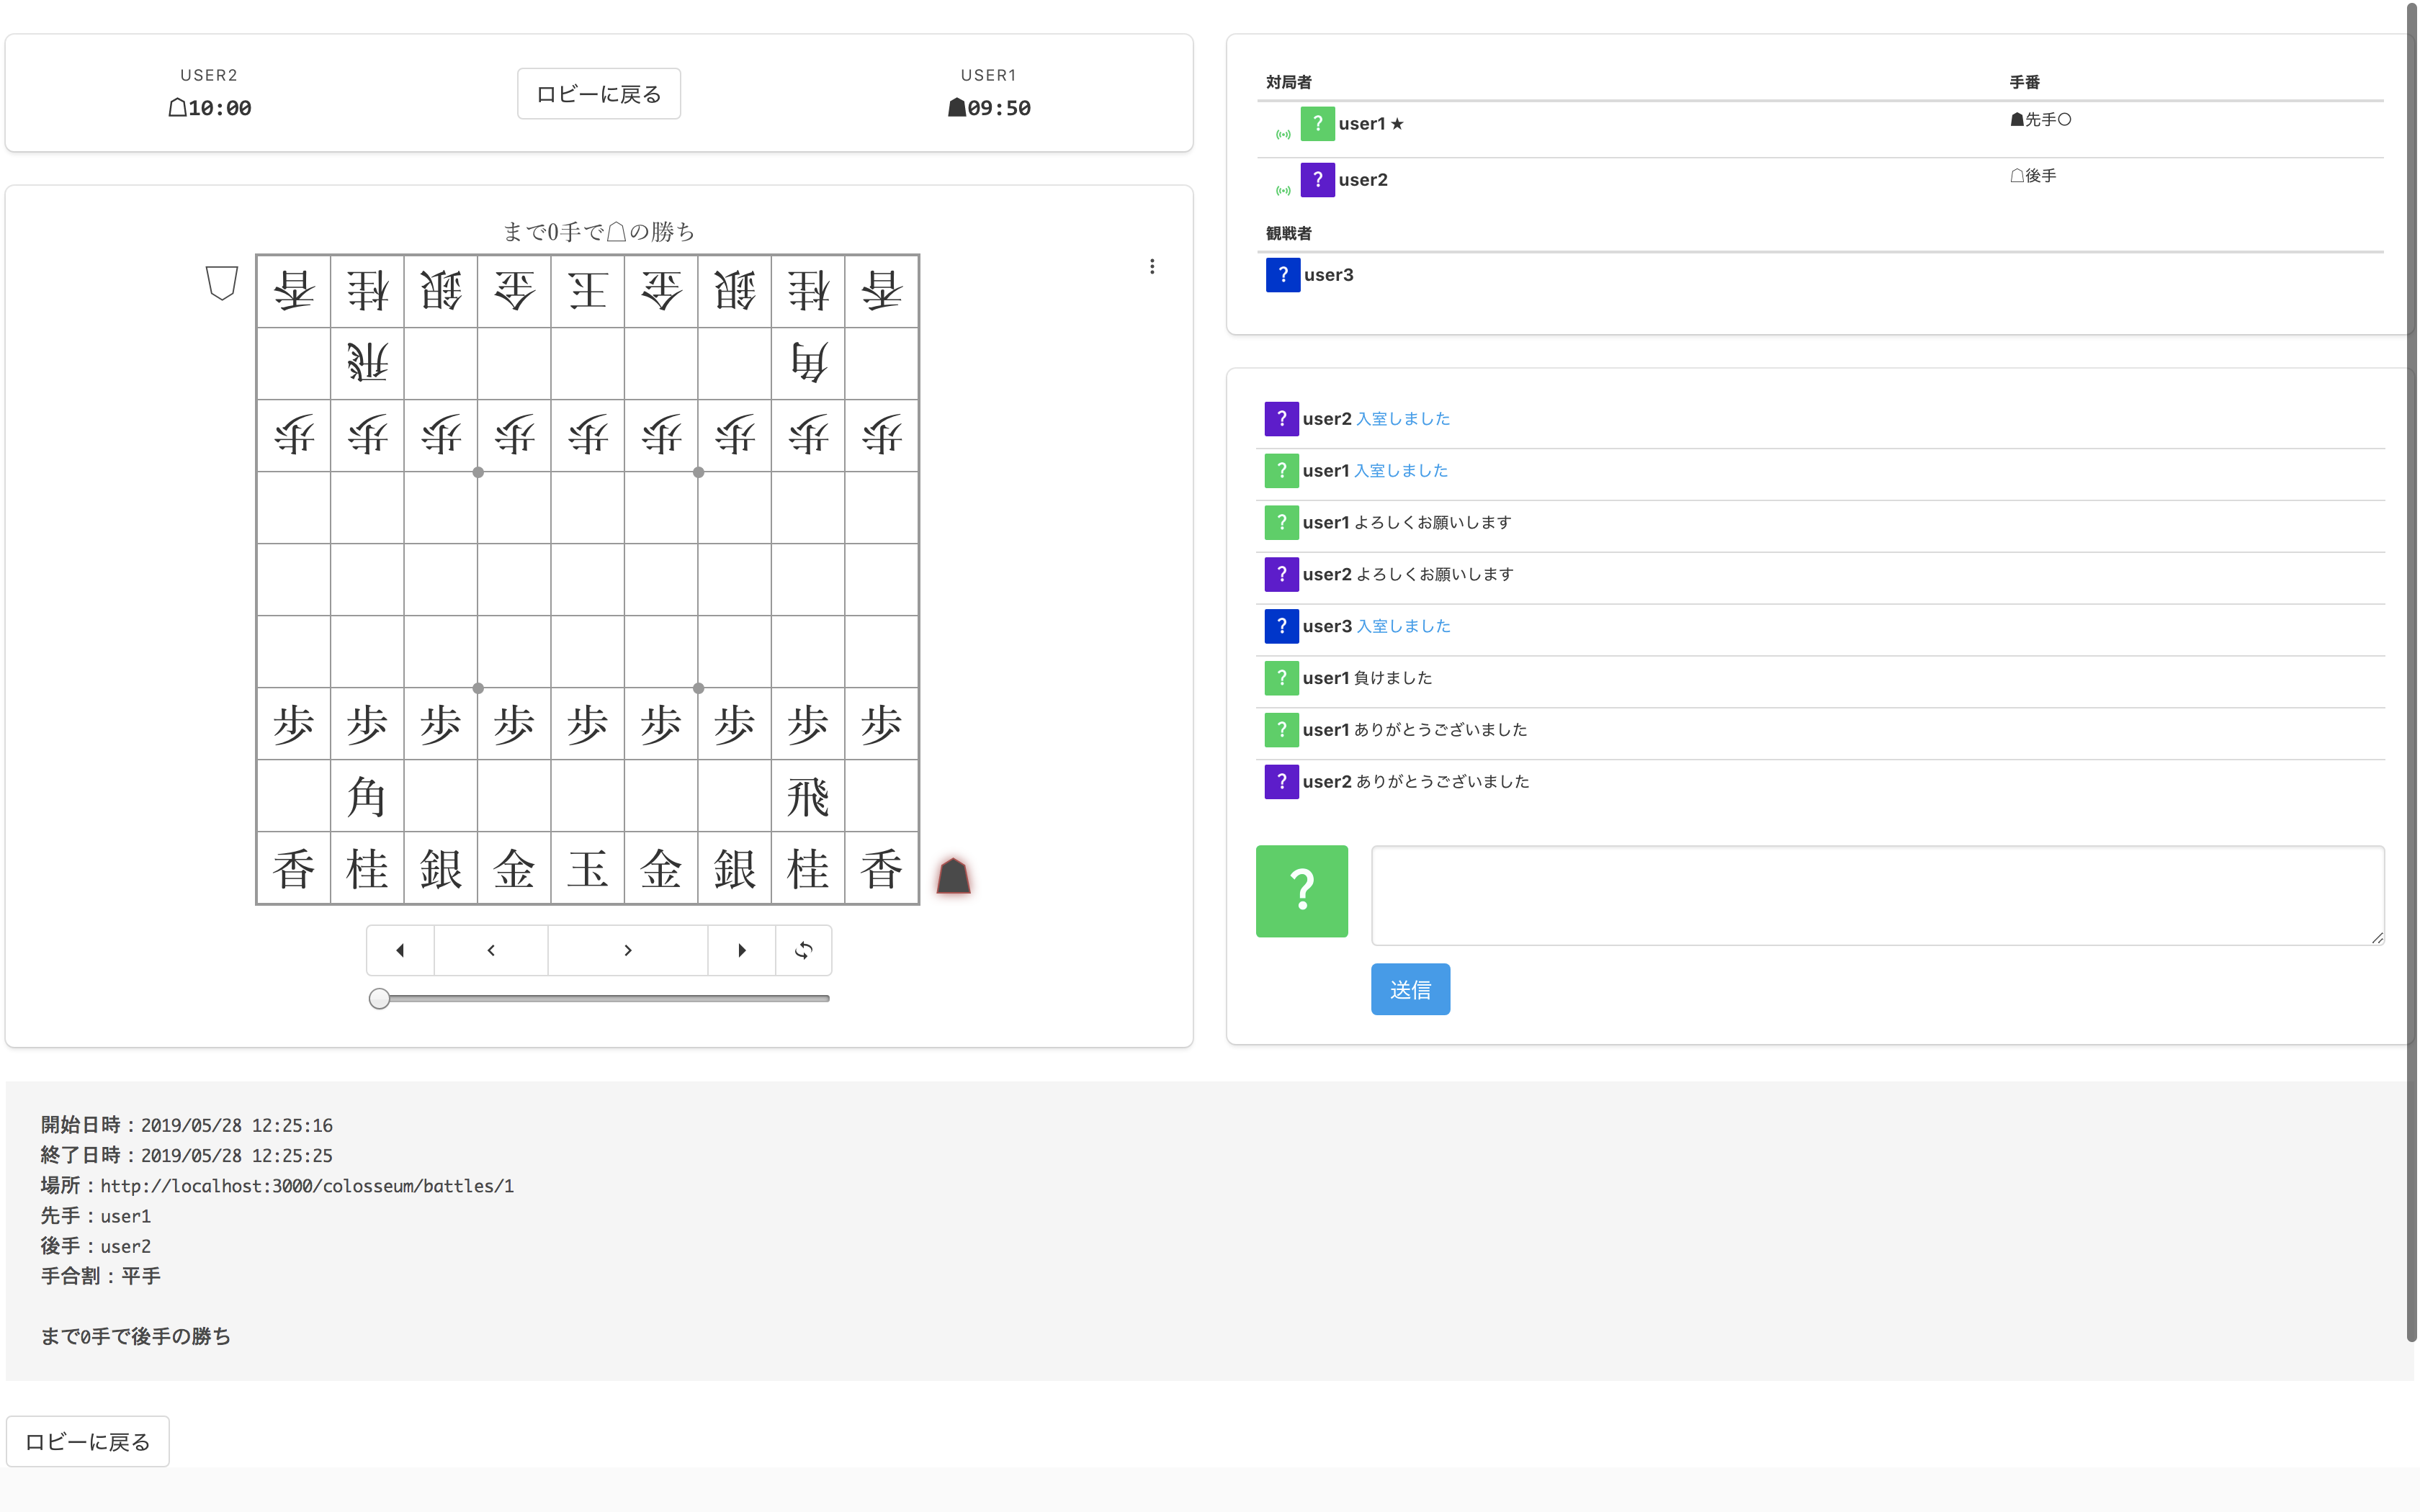 USER2
☖10:00
ロビーに戻る
USER1
☗09:50
まで0手で☖の勝ち
香桂銀金王金銀桂香
飛角
歩歩歩歩歩歩歩歩歩
歩歩歩歩歩歩歩歩歩
角飛
香桂銀金玉金銀桂香
対局者 手番
? user1 ★ ☗先手○
? user2 ☖後手
観戦者
? user3
? user2 入室しました
? user1 入室しました
? user1 よろしくお願いします
? user2 よろしくお願いします
? user3 入室しました
? user1 負けました
? user1 ありがとうございました
? user2 ありがとうございました
?
送信
開始日時：2019/05/28 12:25:16
終了日時：2019/05/28 12:25:25
場所：http://localhost:3000/colosseum/battles/1
先手：user1
後手：user2
手合割：平手
まで0手で後手の勝ち
ロビーに戻る